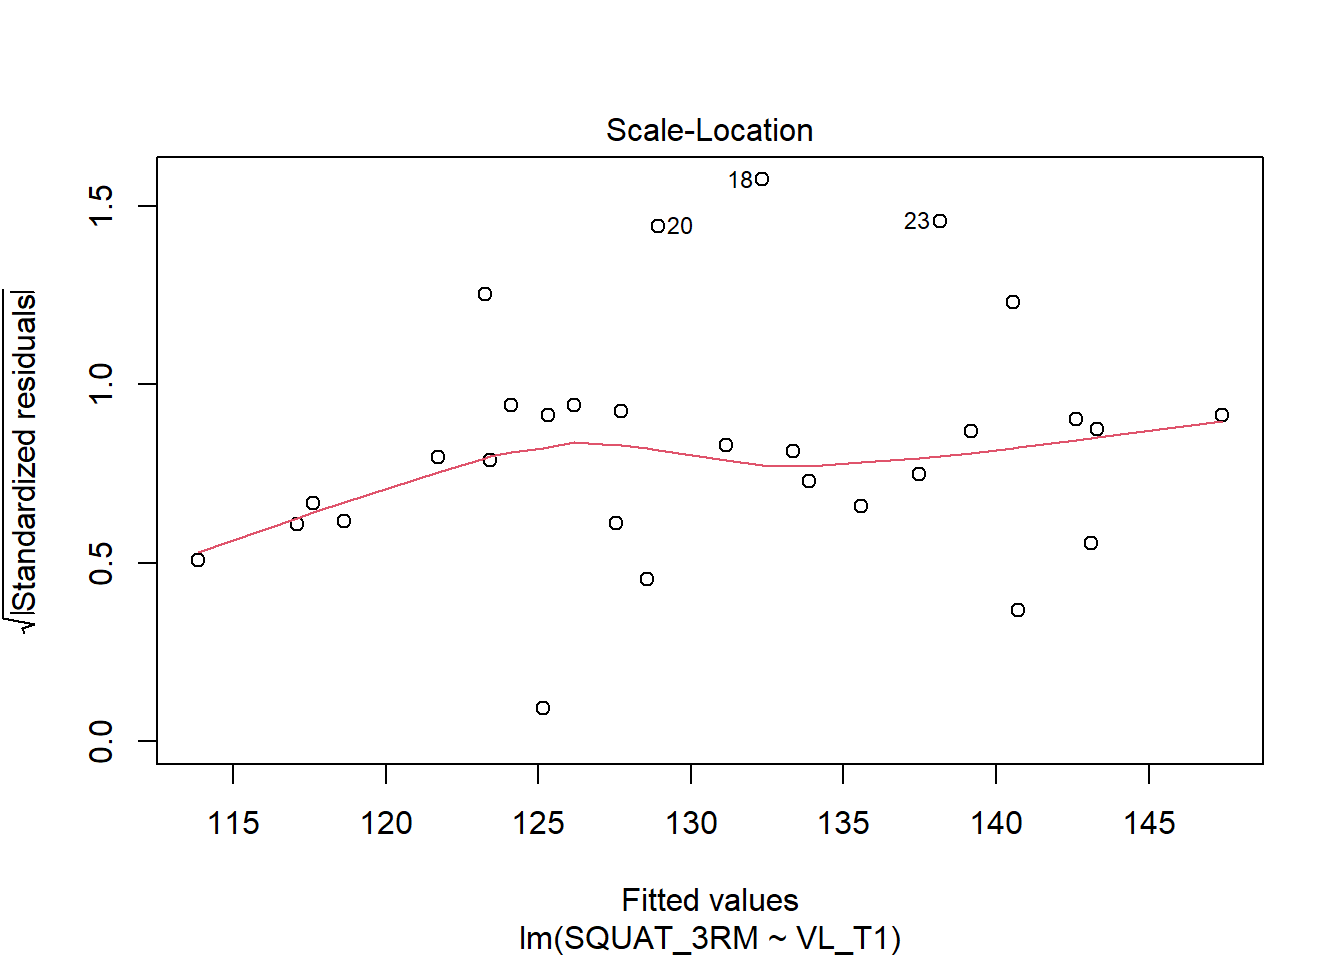 Scale-Location
√|Standardized residuals|
1.5
1.0
0.5
0.0
18
20
23
115 120 125 130 135 140 145
Fitted values
lm(SQUAT_3RM ~ VL_T1)